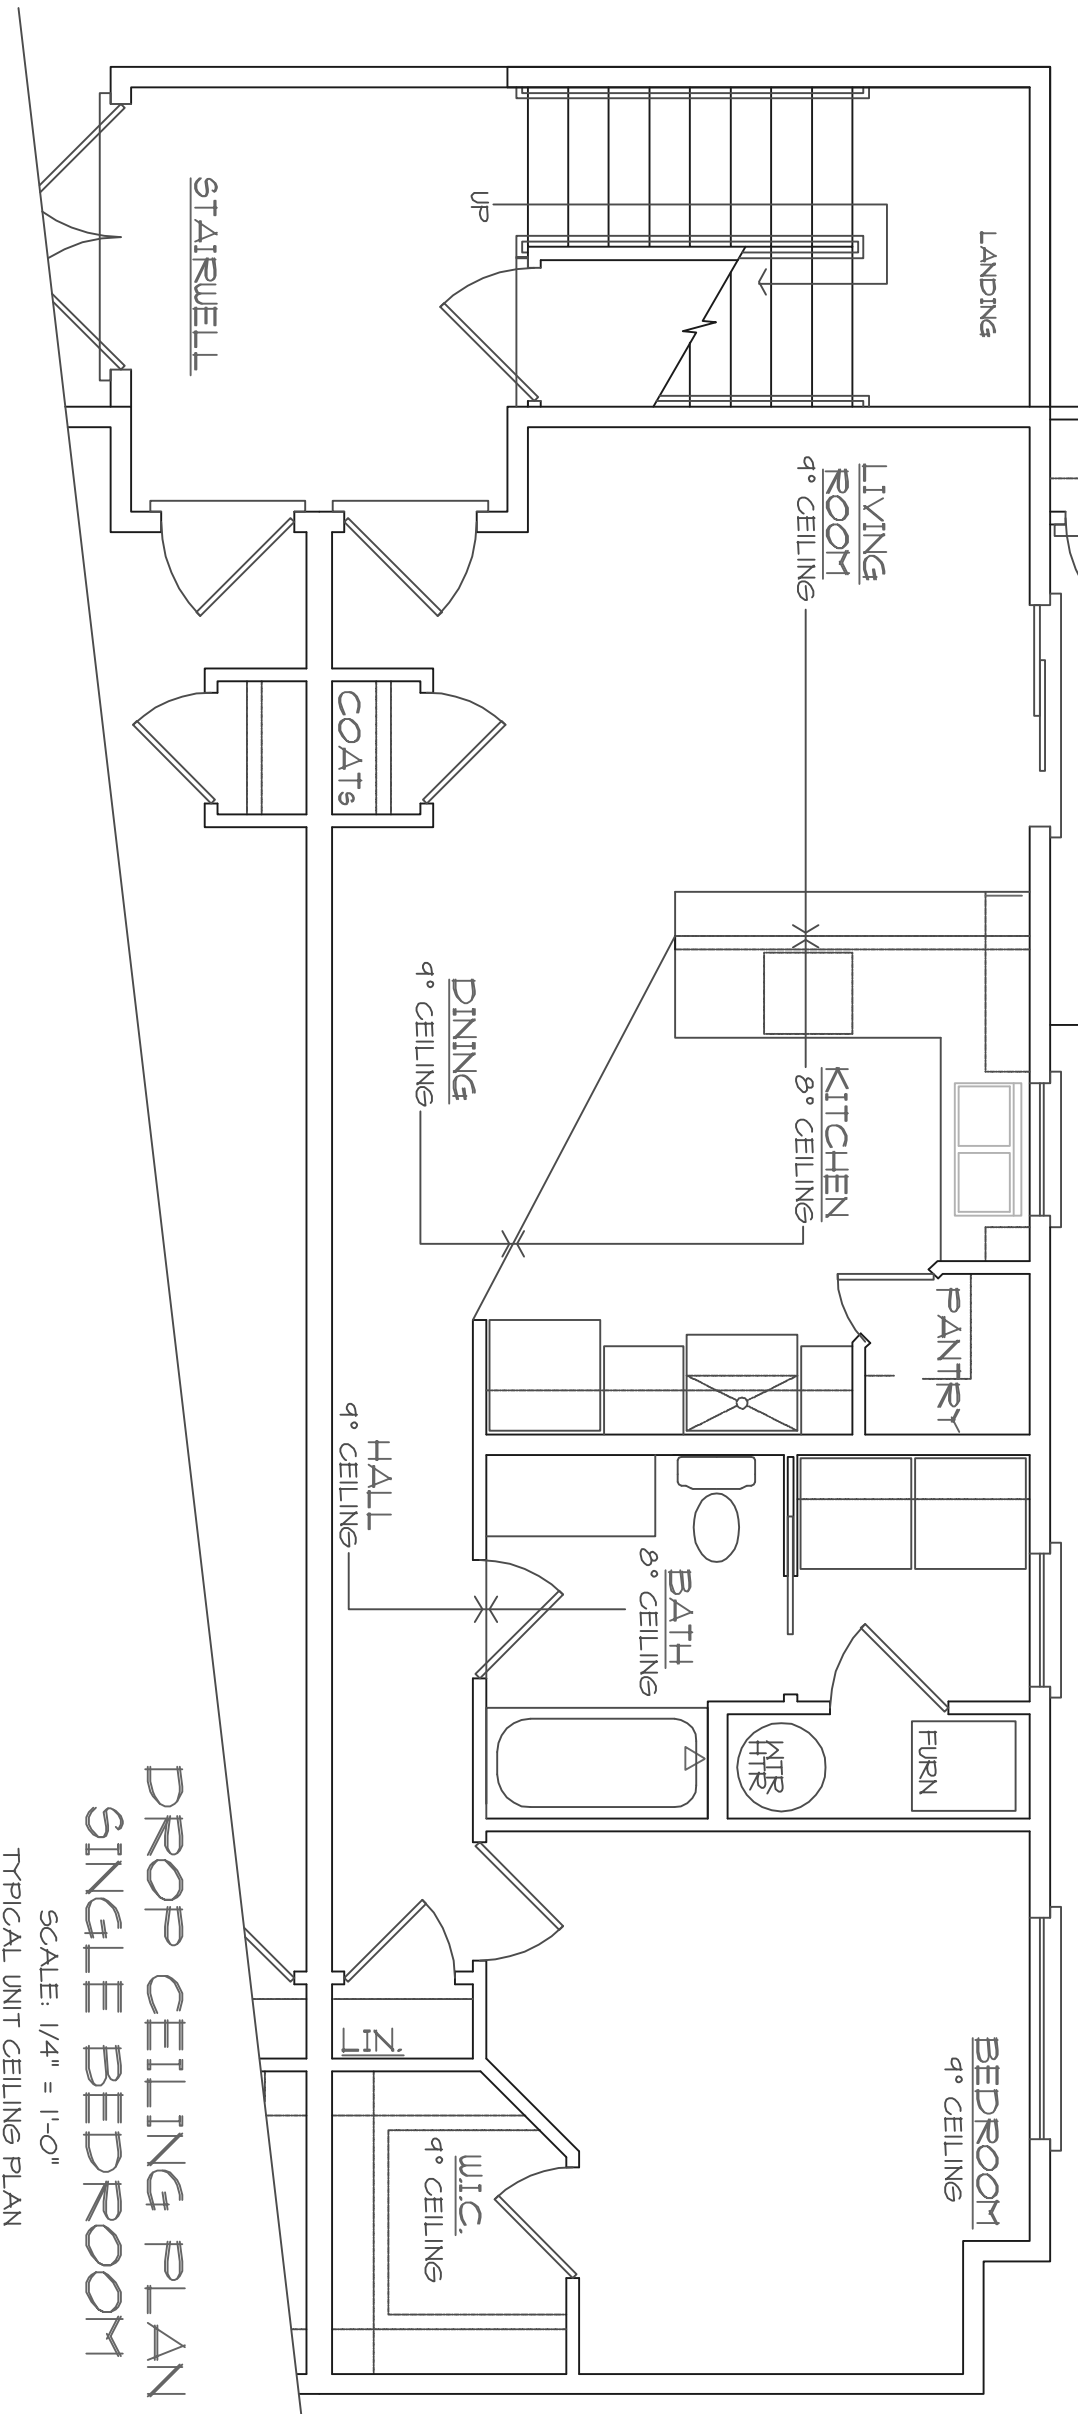 LANDING
UP
STAIRWELL
LIVING
ROOM
9° CEILING
COATs
KITCHEN
8° CEILING
DINING
9° CEILING
PANTRY
HALL
9° CEILING
BATH
8° CEILING
FURN
WTR
HTR
BEDROOM
9° CEILING
LIN.
W.I.C.
9° CEILING
DROP CEILING PLAN
SINGLE BEDROOM
SCALE: 1/4" = 1'-0"
TYPICAL UNIT CEILING PLAN